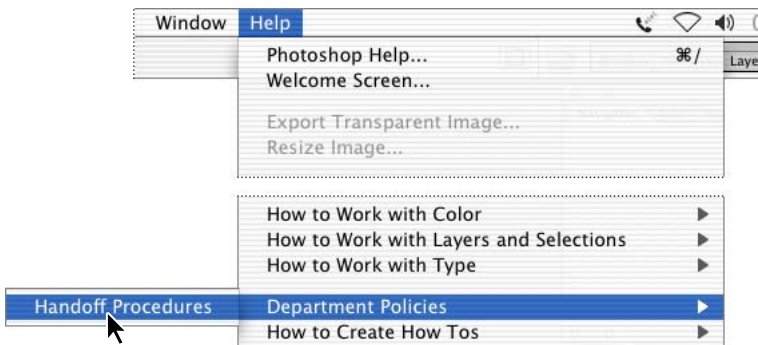 Window Help
Photoshop Help... ⌘/
Laye
Welcome Screen...
Export Transparent Image...
Resize Image...
How to Work with Color
How to Work with Layers and Selections
How to Work with Type
Handoff Procedures Department Policies
How to Create How Tos